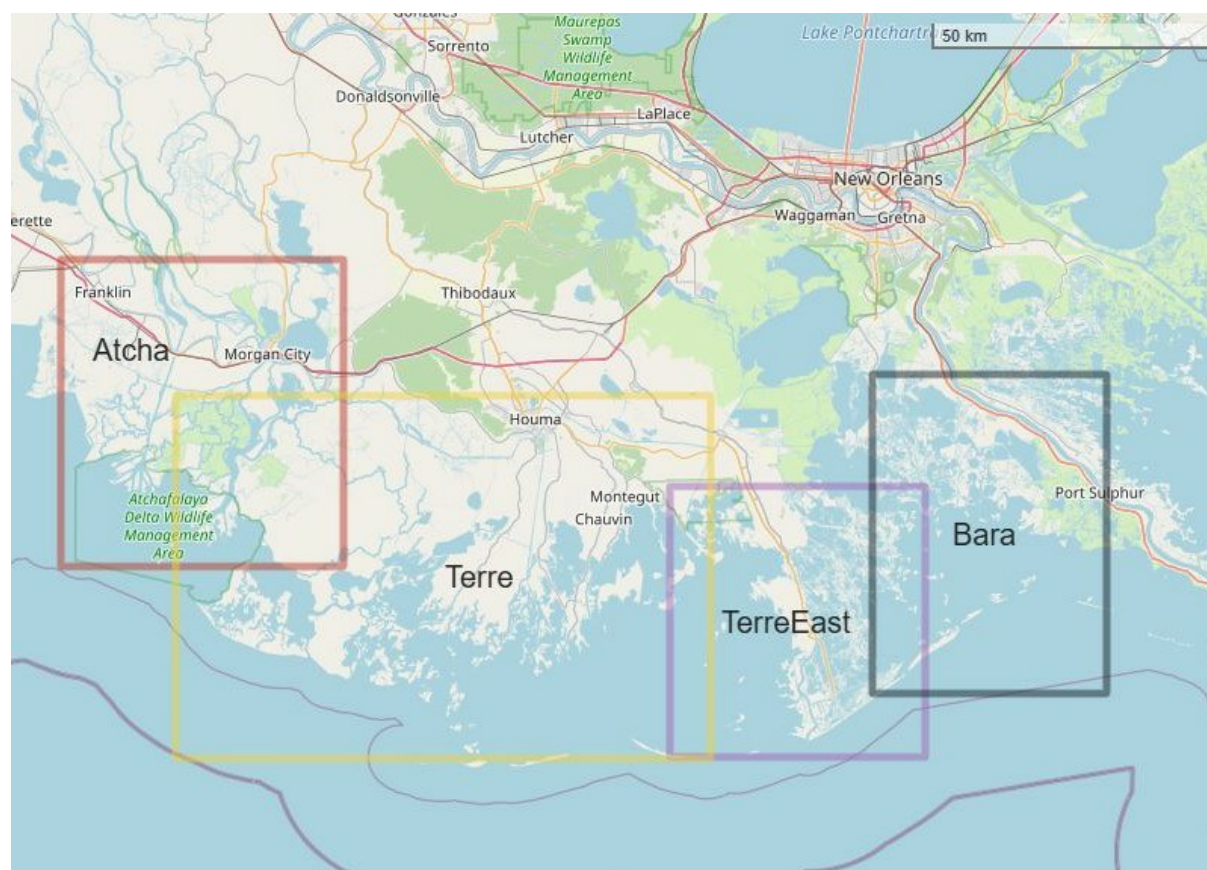 Gonzales
Maurepas
Swamp
Wildlife
Management
Area
Sorrento
Lake Pontchartr
50 km
Donaldsonville
LaPlace
Lutcher
New Orleans
Waggaman
Gretna
erette
Franklin
Thibodaux
Atcha
Morgan City
Houma
Atchafalaya
Delta Wildlife
Management
Area
Montegut
Chauvin
Port Sulphur
Bara
Terre
TerreEast